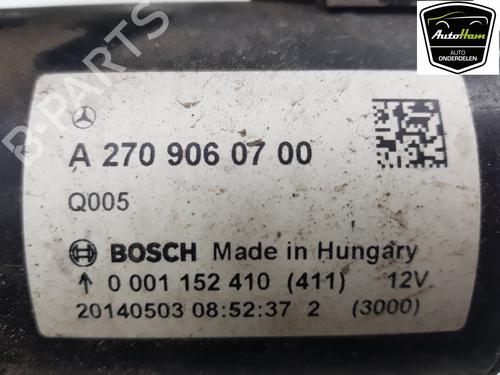 AutoHam
AUTO
ONDERDELEN
B-PARTS
A 270 906 07 00
Q005
BOSCH Made in Hungary
↑ 0 001 152 410 (411) 12V
20140503 08:52:37 2 (3000)